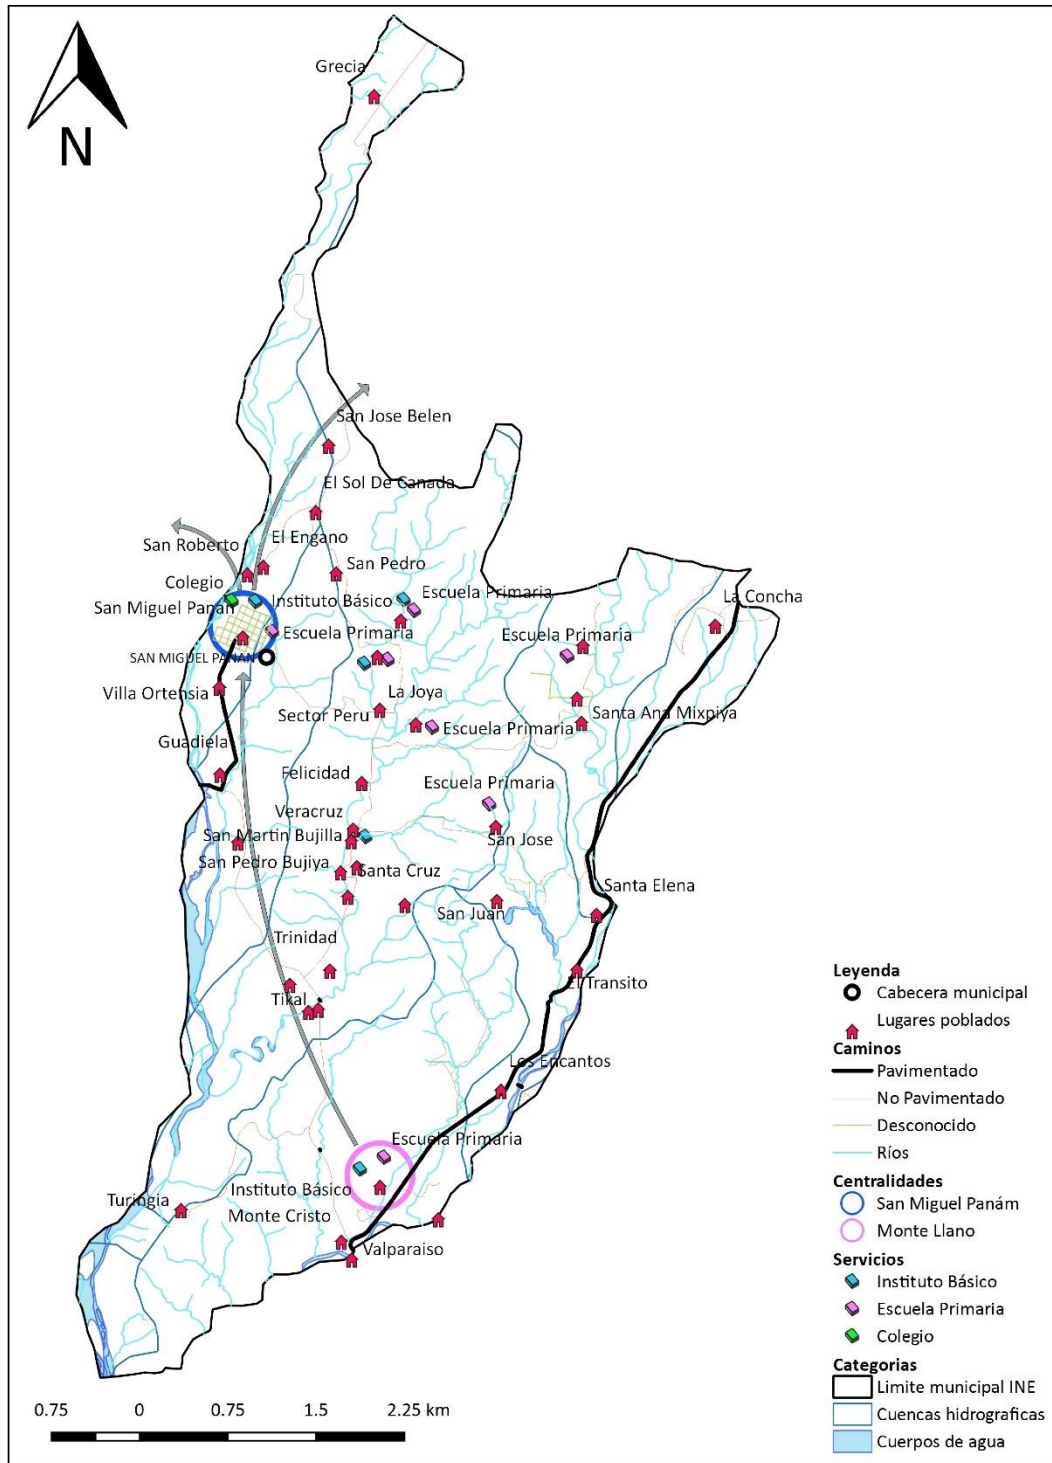 N
Grecia
San Jose Belen
El Sol De Canada
El Engano
San Roberto
San Pedro
Colegio
Escuela Primaria
La Concha
San Miguel Panan
Instituto Básico
Escuela Primaria
Escuela Primaria
SAN MIGUEL PANAN
Villa Ortensia
La Joya
Sector Peru
Santa Ana Mixpiya
Escuela Primaria
Guadiela
Felicidad
Escuela Primaria
Veracruz
San Martin Bujilla
San Jose
San Pedro Bujiya
Santa Cruz
Santa Elena
San Juan
Trinidad
El Transito
Tikal
Los Encantos
Escuela Primaria
Instituto Básico
Turingia
Monte Cristo
Valparaiso
Leyenda
Cabecera municipal
Lugares poblados
Caminos
Pavimentado
No Pavimentado
Desconocido
Ríos
Centralidades
San Miguel Panám
Monte Llano
Servicios
Instituto Básico
Escuela Primaria
Colegio
Categorias
Limite municipal INE
Cuencas hidrograficas
Cuerpos de agua
0.75 0 0.75 1.5 2.25 km